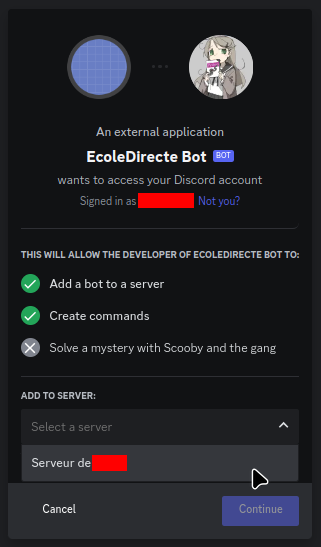 An external application
EcoleDirecte Bot BOT
wants to access your Discord account
Signed in as Not you?
THIS WILL ALLOW THE DEVELOPER OF ECOLEDIRECTE BOT TO:
Add a bot to a server
Create commands
Solve a mystery with Scooby and the gang
ADD TO SERVER:
Select a server
Serveur de
Cancel Continue